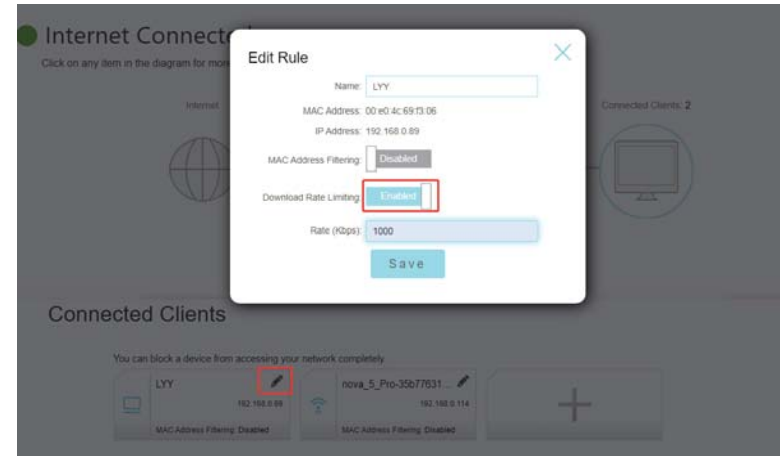 Internet Connect
Click on any item in the diagram for mor
Internet
Connected Clients: 2
Edit Rule
Name: LYY
MAC Address: 00:e0:4c:69:f3:06
IP Address: 192.168.0.89
MAC Address Filtering: Disabled
Download Rate Limiting: Enabled
Rate (Kbps): 1000
Save
Connected Clients
You can block a device from accessing your network completely.
LYY
192.168.0.89
MAC Address Filtering: Disabled
nova_5_Pro-35b77631...
192.168.0.114
MAC Address Filtering: Disabled